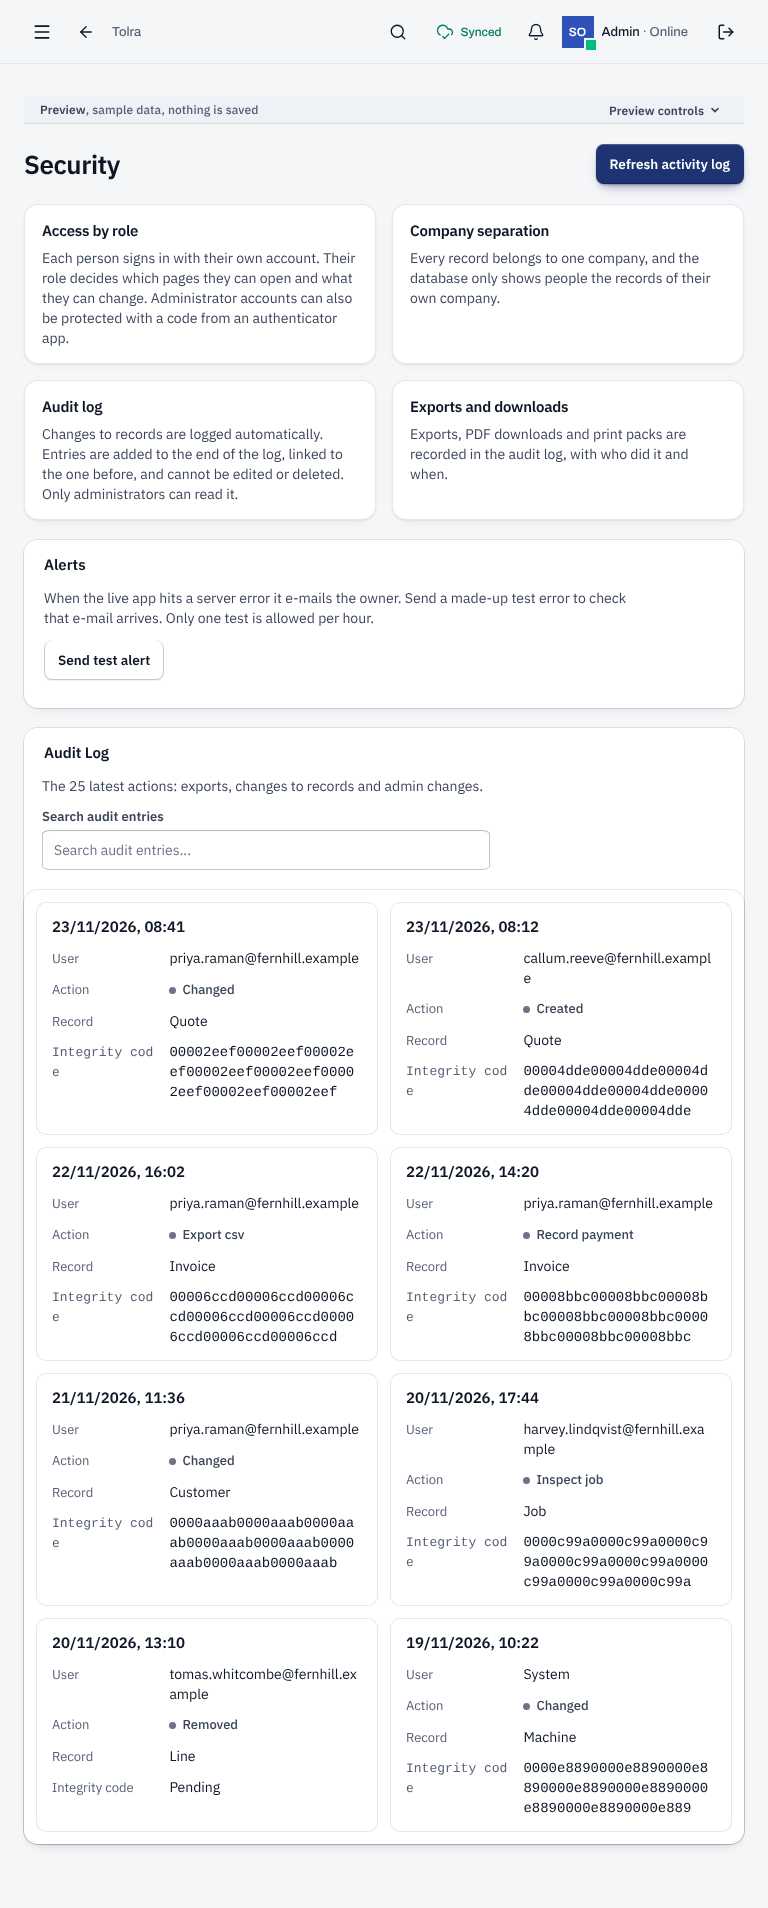 Tolra
Synced
SO
Admin · Online
Preview, sample data, nothing is saved
Preview controls
Security
Refresh activity log
Access by role
Each person signs in with their own account. Their
role decides which pages they can open and what
they can change. Administrator accounts can also
be protected with a code from an authenticator
app.
Company separation
Every record belongs to one company, and the
database only shows people the records of their
own company.
Audit log
Changes to records are logged automatically.
Entries are added to the end of the log, linked to
the one before, and cannot be edited or deleted.
Only administrators can read it.
Exports and downloads
Exports, PDF downloads and print packs are
recorded in the audit log, with who did it and
when.
Alerts
When the live app hits a server error it e-mails the owner. Send a made-up test error to check
that e-mail arrives. Only one test is allowed per hour.
Send test alert
Audit Log
The 25 latest actions: exports, changes to records and admin changes.
Search audit entries
Search audit entries...
23/11/2026, 08:41
User priya.raman@fernhill.example
Action Changed
Record Quote
Integrity cod 00002eef00002eef00002e
e ef00002eef00002eef0000
2eef00002eef00002eef
23/11/2026, 08:12
User callum.reeve@fernhill.exampl
e
Action Created
Record Quote
Integrity cod 00004dde00004dde00004d
e de00004dde00004dde0000
4dde00004dde00004dde
22/11/2026, 16:02
User priya.raman@fernhill.example
Action Export csv
Record Invoice
Integrity cod 00006ccd00006ccd00006c
e cd00006ccd00006ccd0000
6ccd00006ccd00006ccd
22/11/2026, 14:20
User priya.raman@fernhill.example
Action Record payment
Record Invoice
Integrity cod 00008bbc00008bbc00008b
e bc00008bbc00008bbc0000
8bbc00008bbc00008bbc
21/11/2026, 11:36
User priya.raman@fernhill.example
Action Changed
Record Customer
Integrity cod 0000aaab0000aaab0000aa
e ab0000aaab0000aaab0000
aaab0000aaab0000aaab
20/11/2026, 17:44
User harvey.lindqvist@fernhill.exa
mple
Action Inspect job
Record Job
Integrity cod 0000c99a0000c99a0000c9
e 9a0000c99a0000c99a0000
c99a0000c99a0000c99a
20/11/2026, 13:10
User tomas.whitcombe@fernhill.ex
ample
Action Removed
Record Line
Integrity code Pending
19/11/2026, 10:22
User System
Action Changed
Record Machine
Integrity cod 0000e8890000e8890000e8
e 890000e8890000e8890000
e8890000e8890000e889